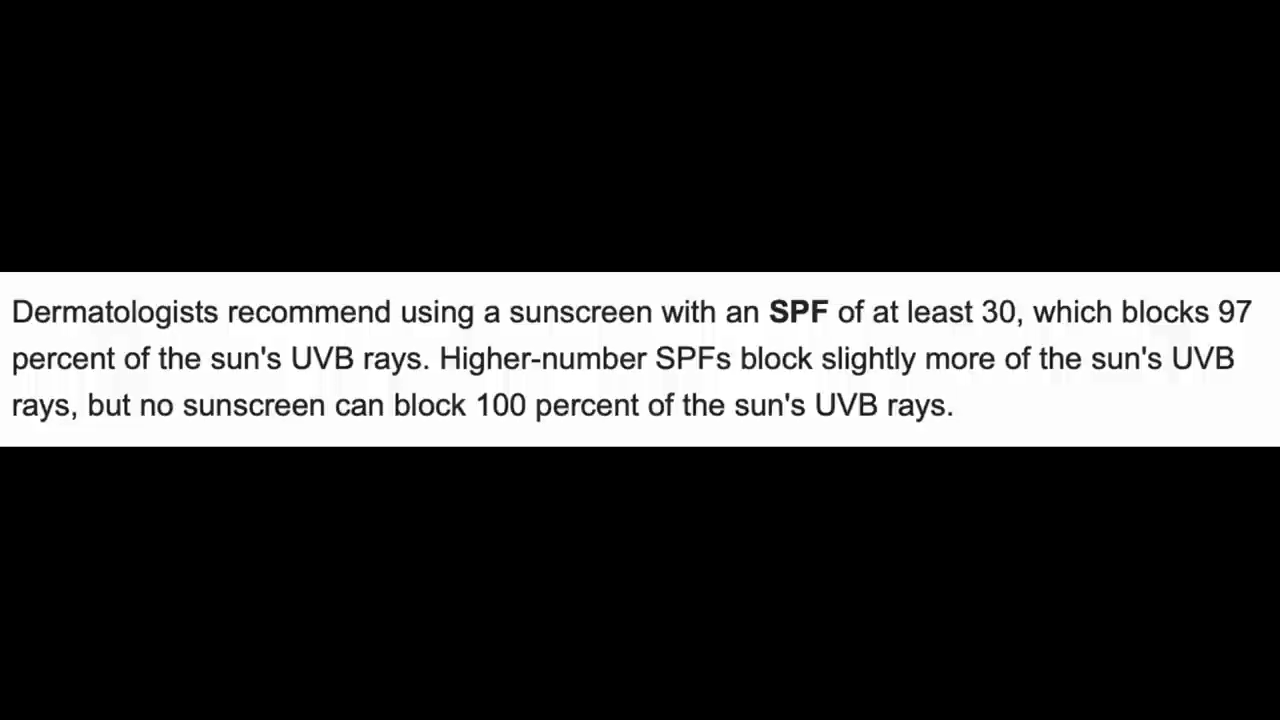 Dermatologists recommend using a sunscreen with an SPF of at least 30, which blocks 97
percent of the sun's UVB rays. Higher-number SPFs block slightly more of the sun's UVB
rays, but no sunscreen can block 100 percent of the sun's UVB rays.